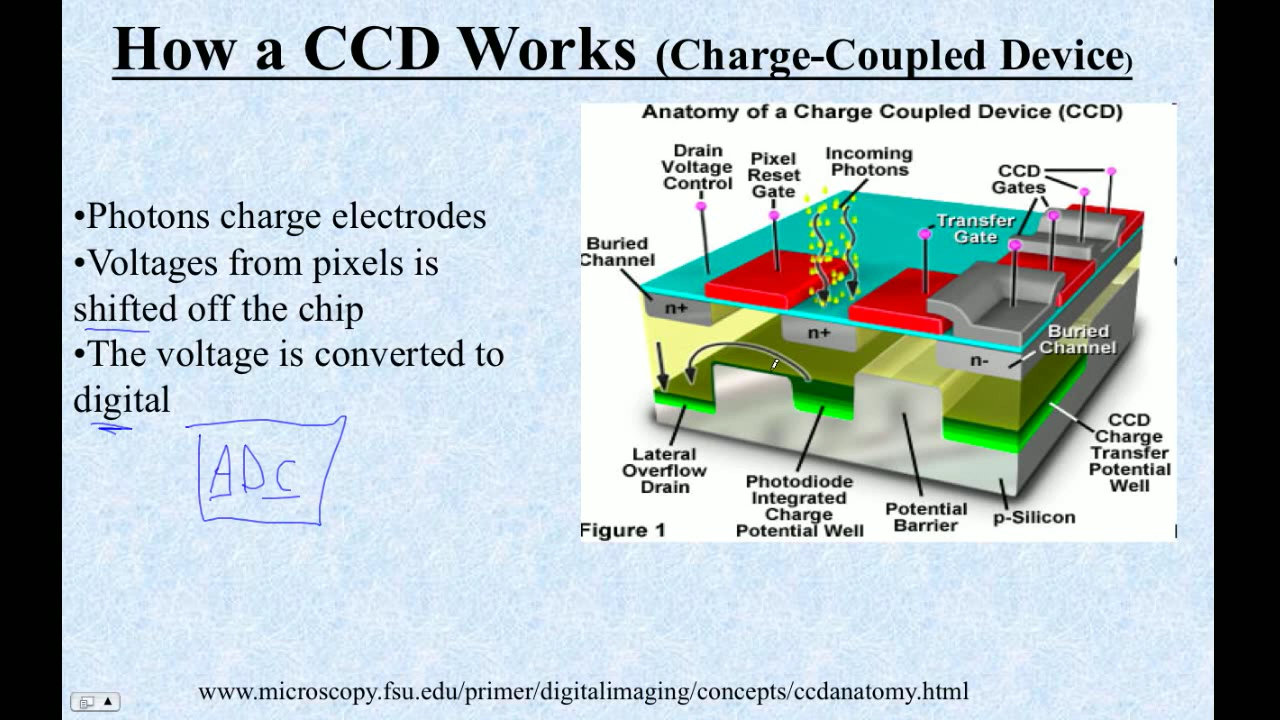 How a CCD Works (Charge-Coupled Device)
•Photons charge electrodes
•Voltages from pixels is
shifted off the chip
•The voltage is converted to
digital
ADC
Anatomy of a Charge Coupled Device (CCD)
Drain
Voltage
Control
Pixel
Reset
Gate
Incoming
Photons
CCD
Gates
Transfer
Gate
Buried
Channel
n+
n+
n-
Buried
Channel
Lateral
Overflow
Drain
Photodiode
Integrated
Charge
Potential Well
Potential
Barrier
p-Silicon
CCD
Charge
Transfer
Potential
Well
Figure 1
www.microscopy.fsu.edu/primer/digitalimaging/concepts/ccdanatomy.html